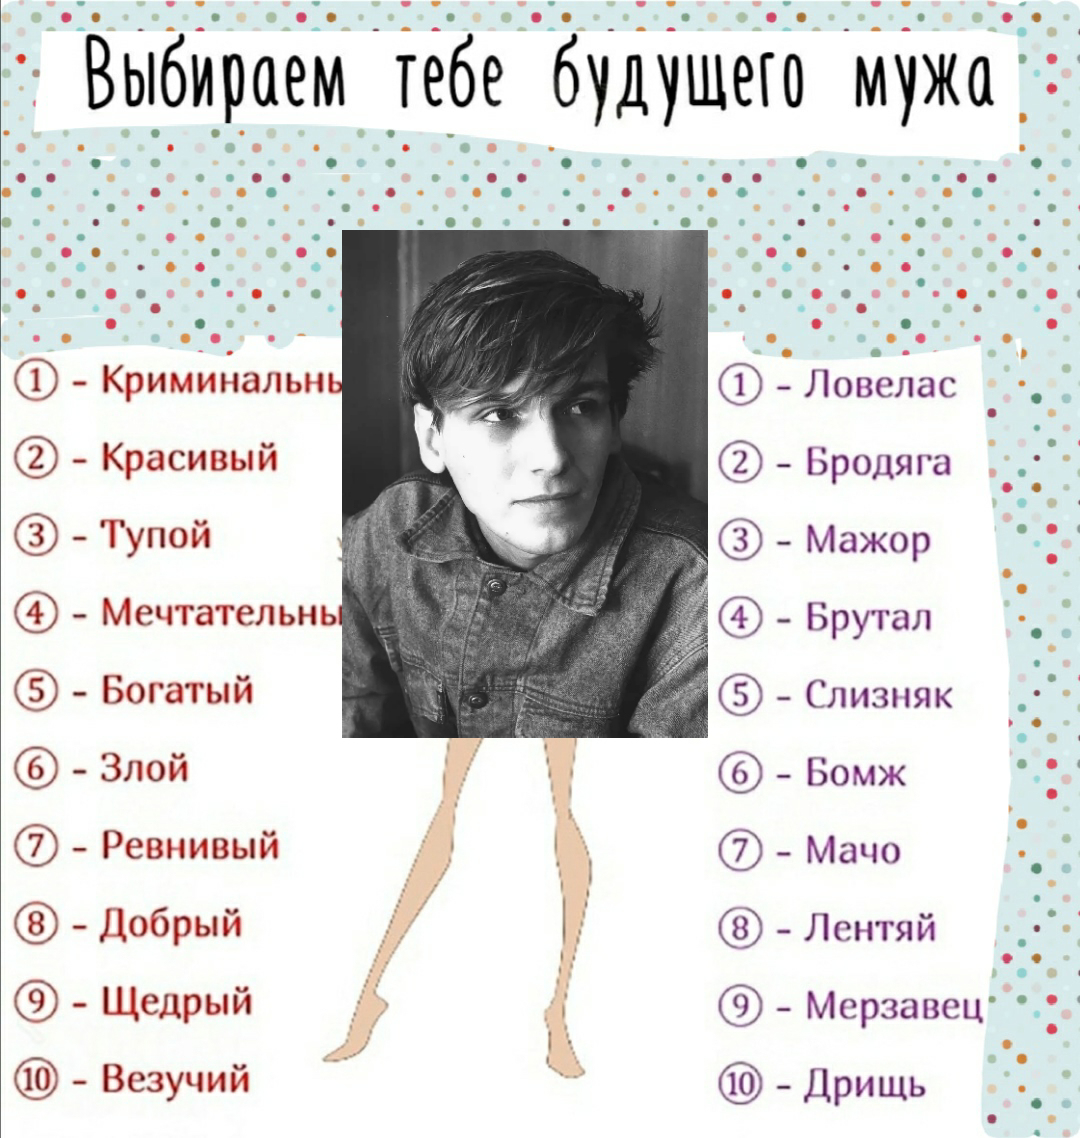 Выбираем тебе будущего мужа
1 - Криминальны
2 - Красивый
3 - Тупой
4 - Мечтательны
5 - Богатый
6 - Злой
7 - Ревнивый
8 - Добрый
9 - Щедрый
10 - Везучий
1 - Ловелас
2 - Бродяга
3 - Мажор
4 - Брутал
5 - Слизняк
6 - Бомж
7 - Мачо
8 - Лентяй
9 - Мерзавец
10 - Дрищь